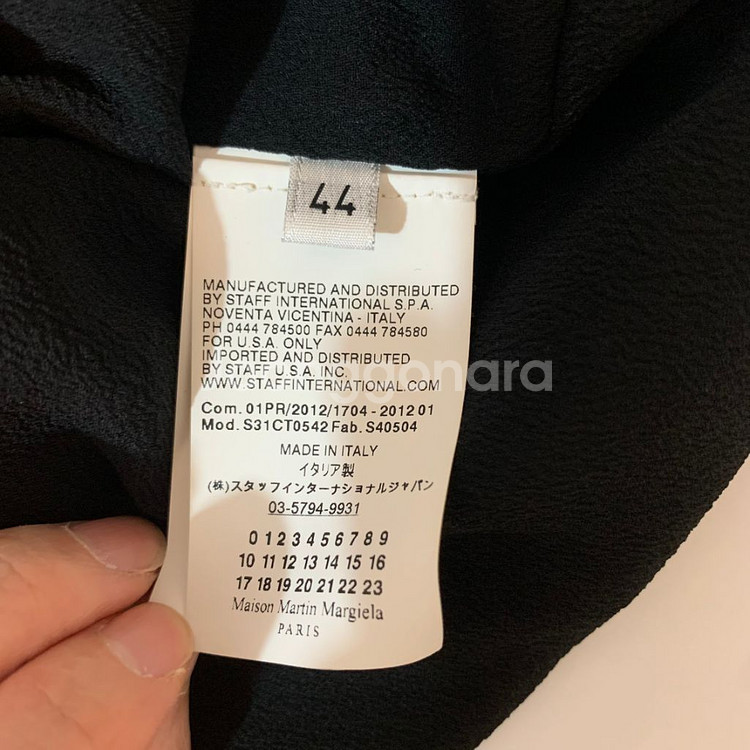 44
MANUFACTURED AND DISTRIBUTED
BY STAFF INTERNATIONAL S.P.A.
NOVENTA VICENTINA - ITALY
PH 0444 784500 FAX 0444 784580
FOR U.S.A. ONLY
IMPORTED AND DISTRIBUTED
BY STAFF U.S.A. INC.
WWW.STAFFINTERNATIONAL.COM
ggonara
Com. 01PR/2012/1704 - 2012 01
Mod. S31CT0542 Fab. S40504
MADE IN ITALY
イタリア製
(株)スタッフインターナショナルジャパン
03-5794-9931
0 1 2 3 4 5 6 7 8 9
10 11 12 13 14 15 16
17 18 19 20 21 22 23
Maison Martin Margiela
PARIS